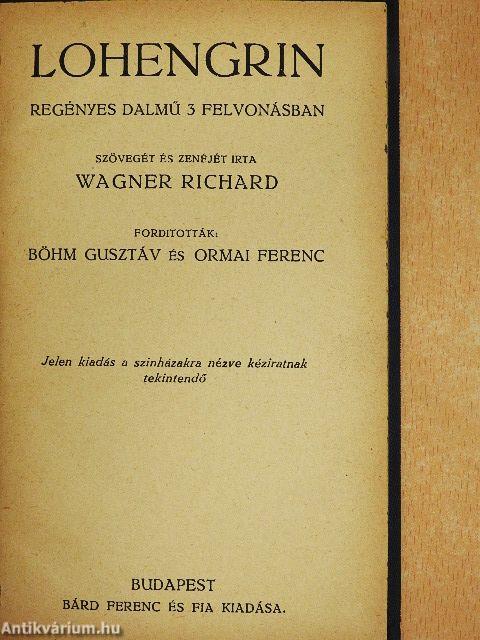 LOHENGRIN
REGÉNYES DALMŰ 3 FELVONÁSBAN
SZÖVEGÉT ÉS ZENÉJÉT IRTA
WAGNER RICHARD
FORDITOTTÁK:
BÖHM GUSZTÁV ÉS ORMAI FERENC
Jelen kiadás a szinházakra nézve kéziratnak
tekintendő
BUDAPEST
BÁRD FERENC ÉS FIA KIADÁSA.
Antikvárium.hu